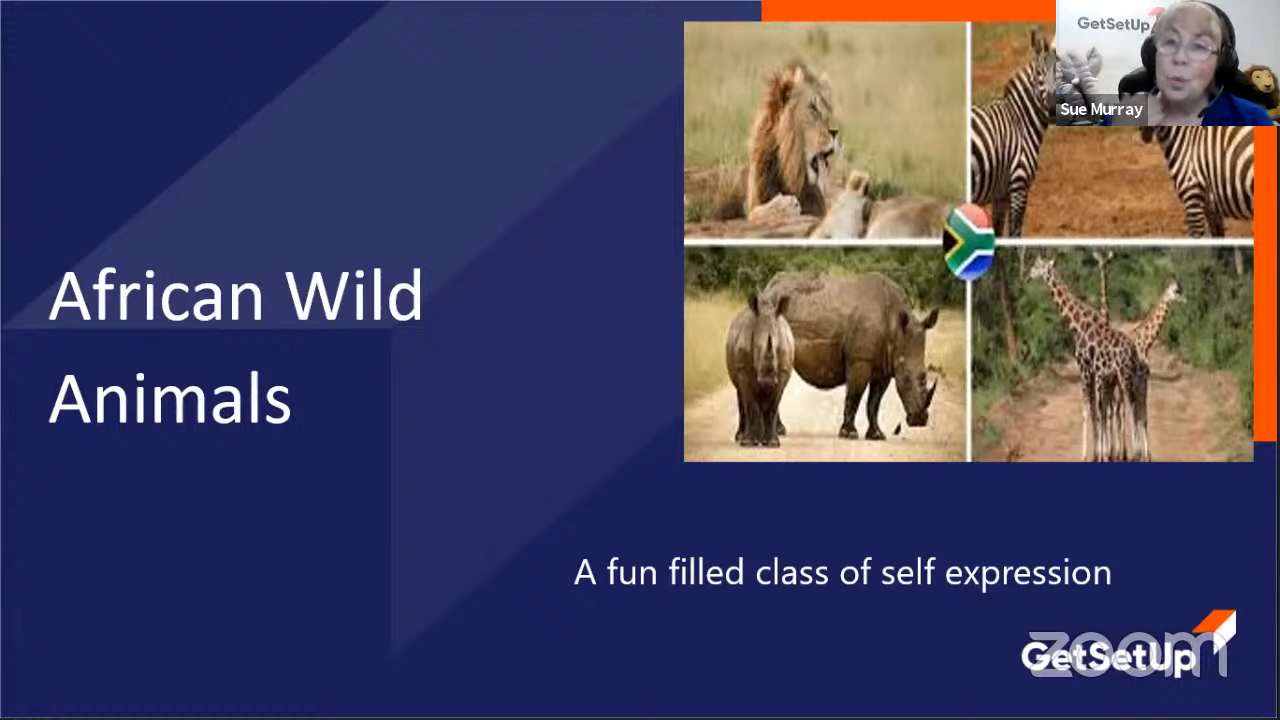 GetSetUp
Sue Murray
African Wild
Animals
A fun filled class of self expression
zoom
GetSetUp